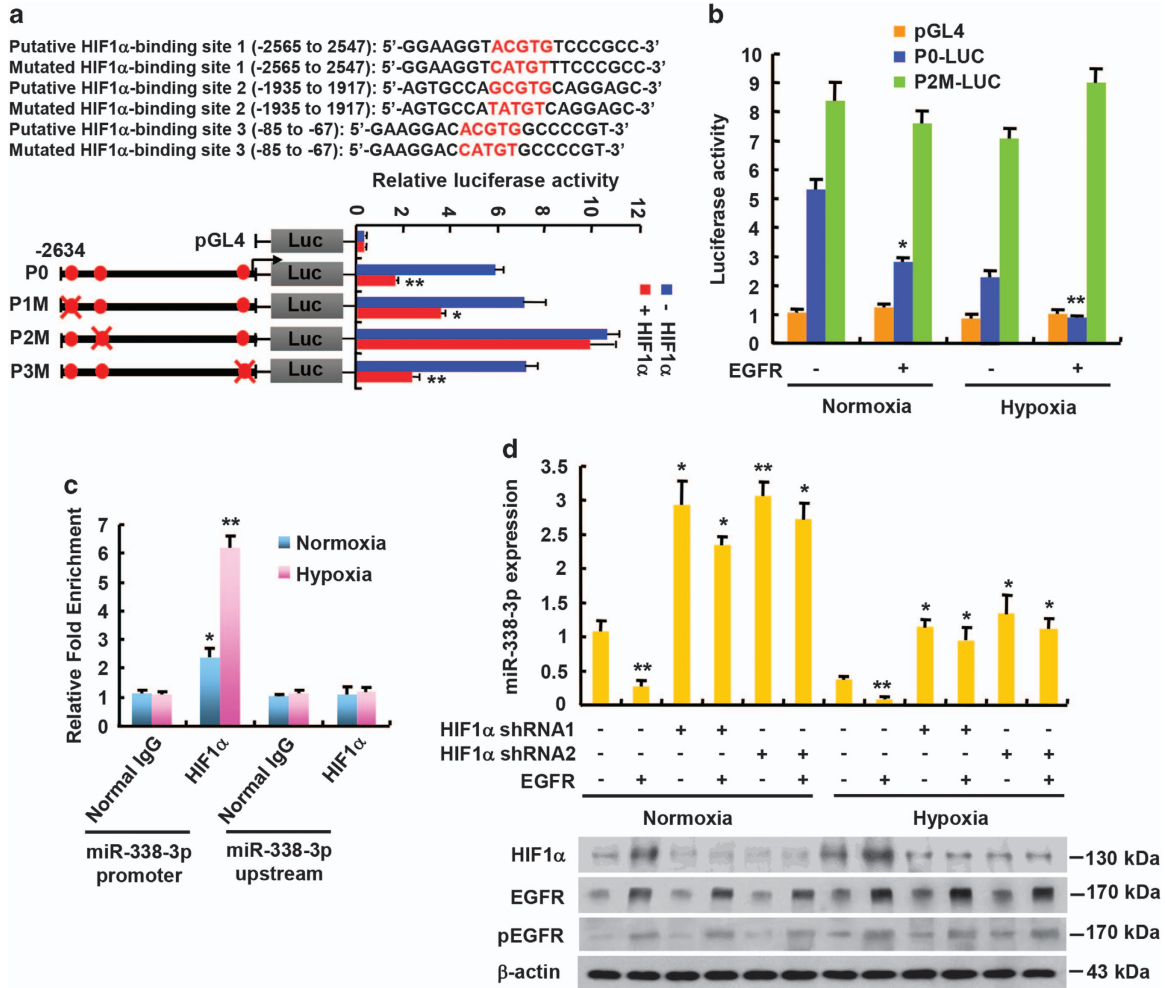 a
Putative HIF1α-binding site 1 (-2565 to 2547): 5’-GGAAGGTACGTGTCCCGCC-3’
Mutated HIF1α-binding site 1 (-2565 to 2547): 5’-GGAAGGTCATGTTTCCCGCC-3’
Putative HIF1α-binding site 2 (-1935 to 1917): 5’-AGTGCCAGCGTGCAGGAGC-3’
Mutated HIF1α-binding site 2 (-1935 to 1917): 5’-AGTGCCATATGTCAGGAGC-3’
Putative HIF1α-binding site 3 (-85 to -67): 5’-GAAGGACACGTGGCCCCGT-3’
Mutated HIF1α-binding site 3 (-85 to -67): 5’-GAAGGACCATGTGCCCCGT-3’
Relative luciferase activity
0 2 4 6 8 10 12
-2634
pGL4 Luc
P0 Luc **
P1M Luc *
P2M Luc
P3M Luc **
- HIF1α
+ HIF1α
b
pGL4
P0-LUC
P2M-LUC
Luciferase activity
10
9
8
7
6
5
4
3
2
1
0
* **
EGFR - + - +
Normoxia Hypoxia
c
Relative Fold Enrichment
7
6
5
4
3
2
1
0
* **
Normoxia
Hypoxia
Normal IgG HIF1α Normal IgG HIF1α
miR-338-3p promoter
miR-338-3p upstream
d
miR-338-3p expression
3.5
3
2.5
2
1.5
1
0.5
0
** * * ** * ** * * * *
HIF1α shRNA1 - - + + - - - - + + - -
HIF1α shRNA2 - - - - + + - - - - + +
EGFR - + - + - + - + - + - +
Normoxia Hypoxia
HIF1α 130 kDa
EGFR 170 kDa
pEGFR 170 kDa
β-actin 43 kDa